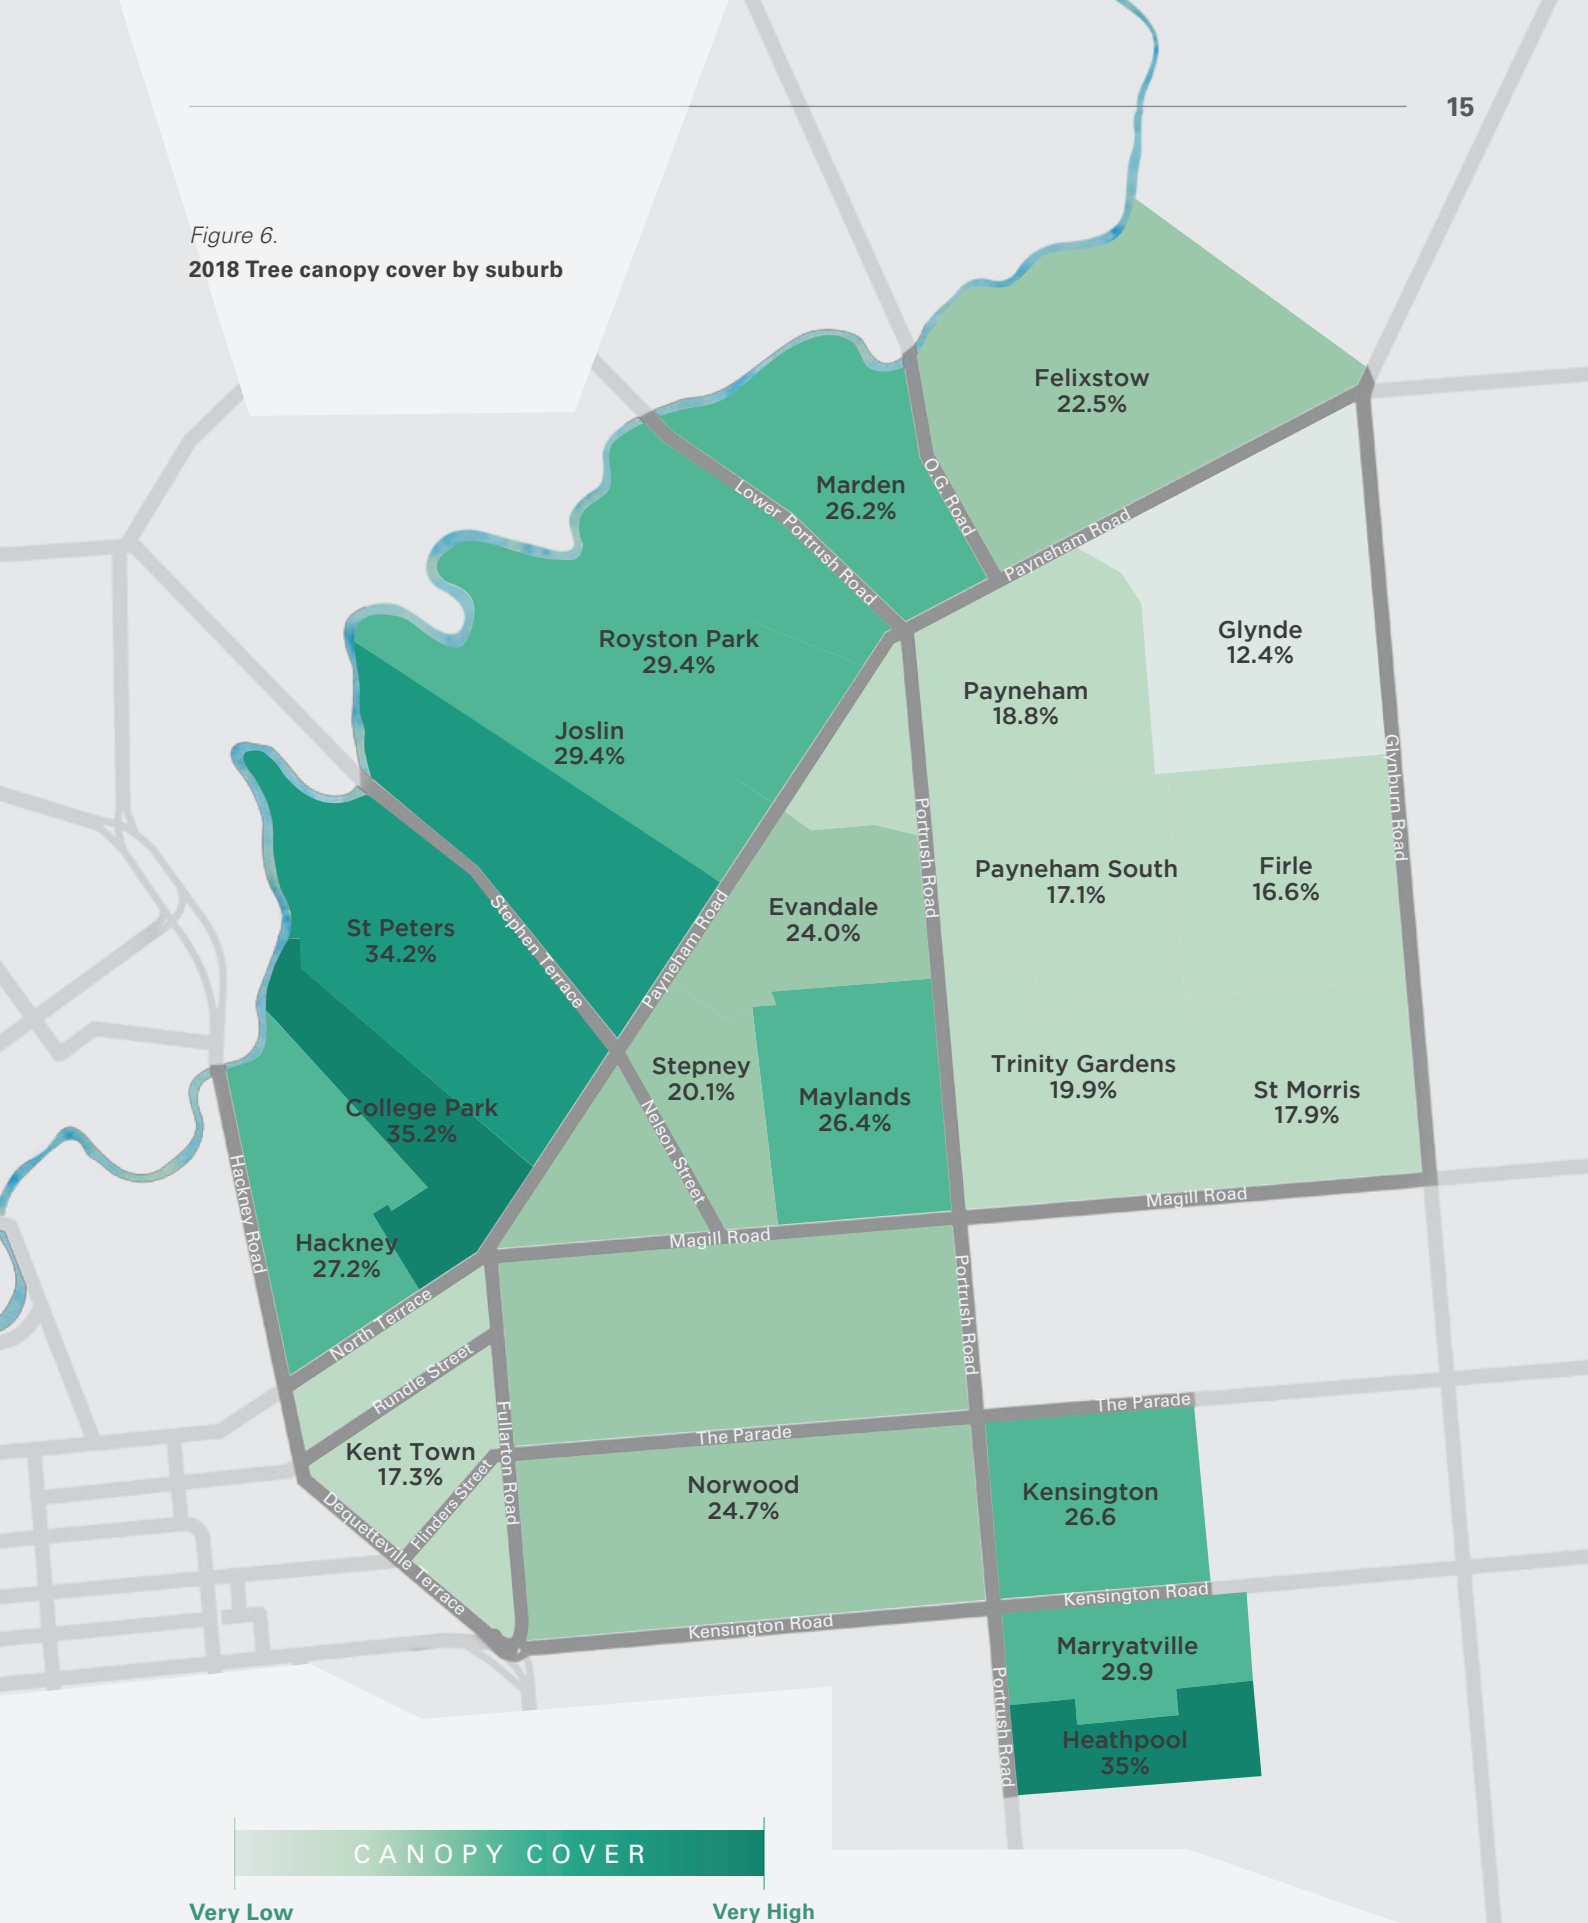 15
Figure 6.
2018 Tree canopy cover by suburb
Felixstow
22.5%
Marden
26.2%
O.G. Road
Lower Portrush Road
Payneham Road
Glynde
12.4%
Royston Park
29.4%
Payneham
18.8%
Joslin
29.4%
Glynburn Road
Portrush Road
Payneham South
17.1%
Firle
16.6%
Evandale
24.0%
St Peters
34.2%
Stephen Terrace
Payneham Road
Stepney
20.1%
Maylands
26.4%
Trinity Gardens
19.9%
St Morris
17.9%
College Park
35.2%
Nelson Street
Hackney Road
Magill Road
Hackney
27.2%
Magill Road
North Terrace
Portrush Road
Rundle Street
The Parade
Fullarton Road
The Parade
Kent Town
17.3%
Flinders Street
Norwood
24.7%
Kensington
26.6
Dequetteville Terrace
Kensington Road
Kensington Road
Marryatville
29.9
Portrush Road
Heathpool
35%
CANOPY COVER
Very Low
Very High